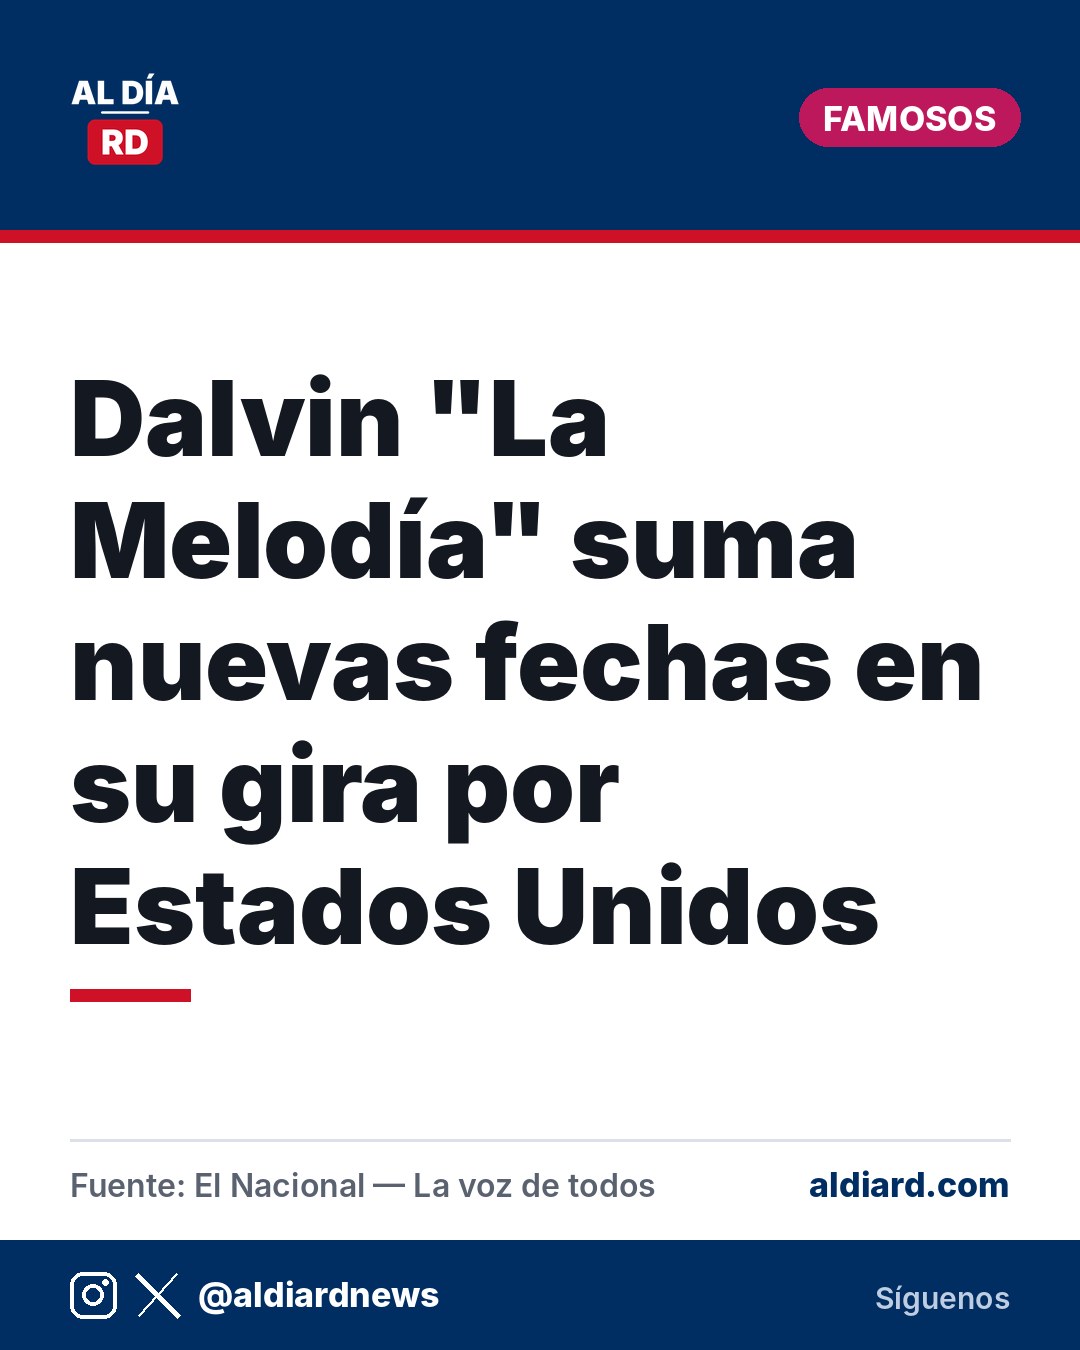 AL DÍA
RD
FAMOSOS
Dalvin "La
Melodía" suma
nuevas fechas en
su gira por
Estados Unidos
Fuente: El Nacional — La voz de todos
aldiard.com
@aldiardnews
Síguenos